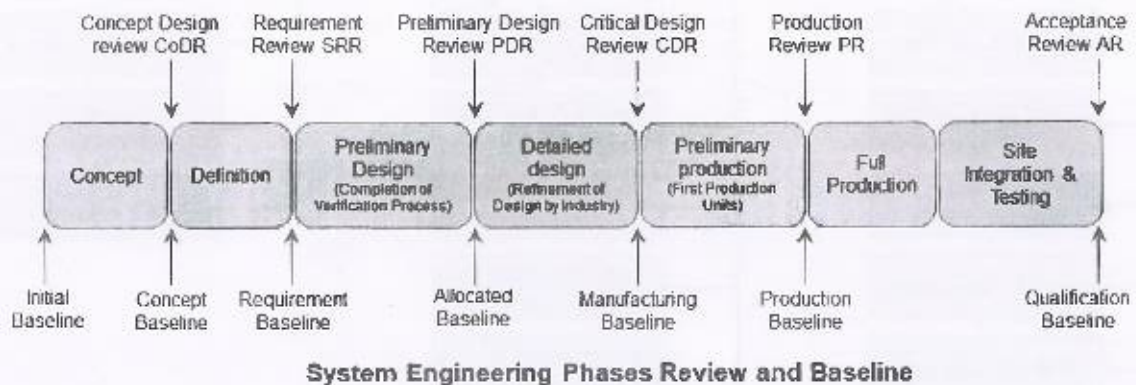 Concept Design
review CoDR
Requirement
Review SRR
Preliminary Design
Review PDR
Critical Design
Review CDR
Production
Review PR
Acceptance
Review AR
Concept
Definition
Preliminary
Design
(Completion of
Verification Process)
Detailed
design
(Refinement of
Design by Industry)
Preliminary
production
(First Production
Units)
Full
Production
Site
Integration &
Testing
Initial
Baseline
Concept
Baseline
Requirement
Baseline
Allocated
Baseline
Manufacturing
Baseline
Production
Baseline
Qualification
Baseline
System Engineering Phases Review and Baseline